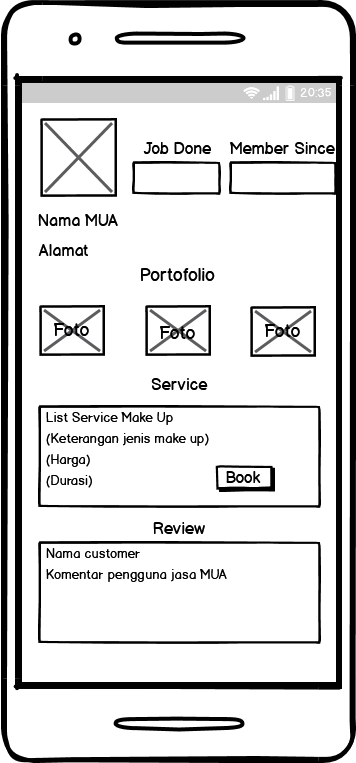 20:35
Job Done
Member Since
Nama MUA
Alamat
Portofolio
Foto
Foto
Foto
Service
List Service Make Up
(Keterangan jenis make up)
(Harga)
(Durasi)
Book
Review
Nama customer
Komentar pengguna jasa MUA